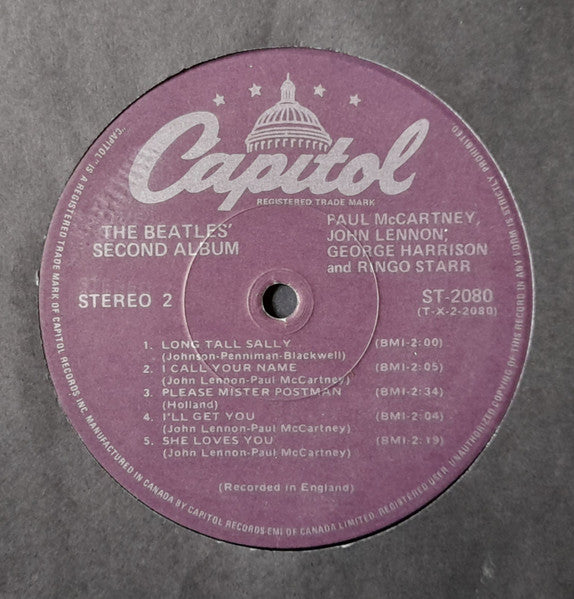 Capitol
REGISTERED TRADE MARK
THE BEATLES'
SECOND ALBUM
PAUL McCARTNEY,
JOHN LENNON,
GEORGE HARRISON
and RINGO STARR
STEREO 2
ST-2080
(T-X-2-2080)
1. LONG TALL SALLY (BMI-2:00)
(Johnson-Penniman-Blackwell)
2. I CALL YOUR NAME (BMI-2:05)
(John Lennon-Paul McCartney)
3. PLEASE MISTER POSTMAN (BMI-2:34)
(Holland)
4. I'LL GET YOU (BMI-2:04)
(John Lennon-Paul McCartney)
5. SHE LOVES YOU (BMI-2:19)
(John Lennon-Paul McCartney)
(Recorded in England)
"CAPITOL" IS A REGISTERED TRADE MARK OF CAPITOL RECORDS INC. MANUFACTURED IN CANADA BY CAPITOL RECORDS-EMI OF CANADA LIMITED, REGISTERED USER. UNAUTHORIZED COPYING OF THIS RECORD IN ANY FORM IS STRICTLY PROHIBITED